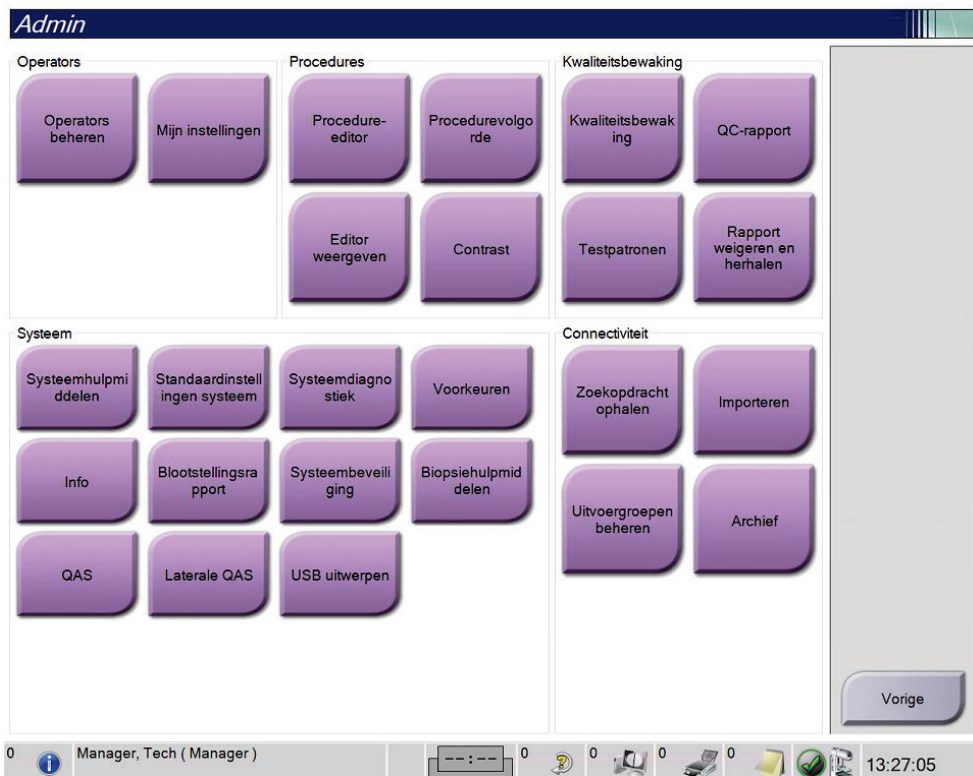 Admin
Operators
Operators
beheren
Mijn instellingen
Procedures
Procedure-
editor
Procedurevolgo
rde
Editor
weergeven
Contrast
Kwaliteitsbewaking
Kwaliteitsbewak
ing
QC-rapport
Testpatronen
Rapport
weigeren en
herhalen
Systeem
Systeemhulpmi
ddelen
Standaardinstell
ingen systeem
Systeemdiagno
stiek
Voorkeuren
Info
Blootstellingsra
pport
Systeembeveili
ging
Biopsiehulpmid
delen
QAS
Laterale QAS
USB uitwerpen
Connectiviteit
Zoekopdracht
ophalen
Importeren
Uitvoergroepen
beheren
Archief
Vorige
0
Manager, Tech ( Manager )
--:--
0
0
0
0
13:27:05